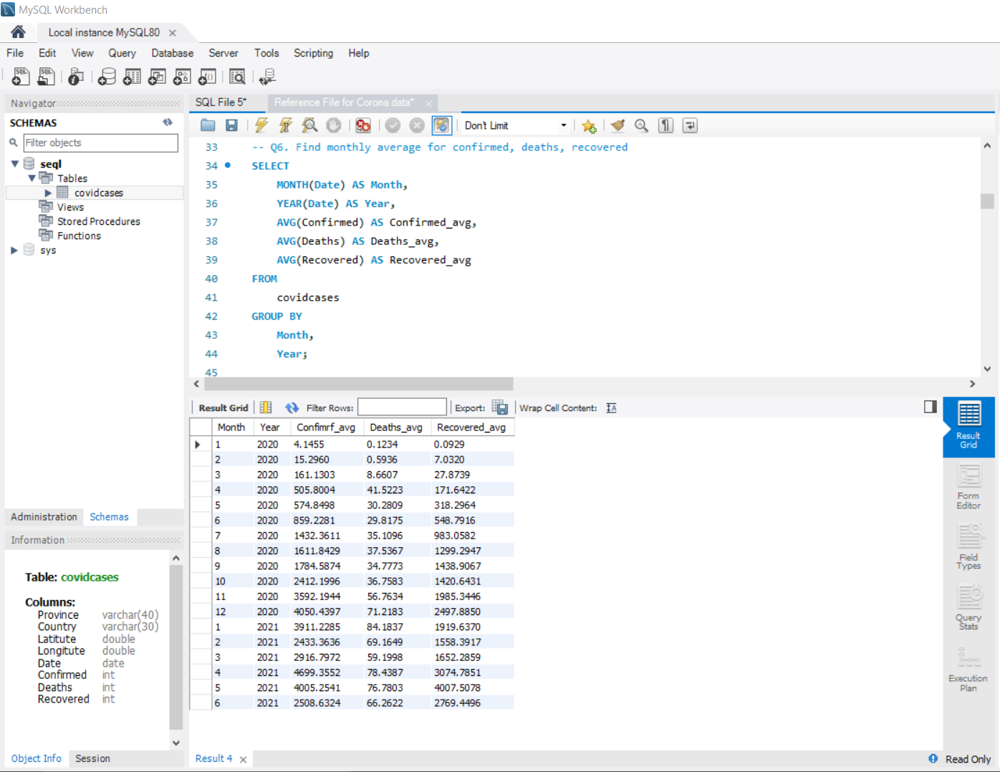 MySQL Workbench
Local instance MySQL80
File Edit View Query Database Server Tools Scripting Help
Navigator
SCHEMAS
Filter objects
seql
Tables
covidcases
Views
Stored Procedures
Functions
sys
Administration Schemas
Information
Table: covidcases
Columns:
Province varchar(40)
Country varchar(30)
Latitute double
Longitute double
Date date
Confirmed int
Deaths int
Recovered int
Object Info Session
SQL File 5* Reference File for Corona data*
Don't Limit
33 -- Q6. Find monthly average for confirmed, deaths, recovered
34 SELECT
35 MONTH(Date) AS Month,
36 YEAR(Date) AS Year,
37 AVG(Confirmed) AS Confirmed_avg,
38 AVG(Deaths) AS Deaths_avg,
39 AVG(Recovered) AS Recovered_avg
40 FROM
41 covidcases
42 GROUP BY
43 Month,
44 Year;
45
Result Grid Filter Rows: Export: Wrap Cell Content:
Month Year Confimrf_avg Deaths_avg Recovered_avg
1 2020 4.1455 0.1234 0.0929
2 2020 15.2960 0.5936 7.0320
3 2020 161.1303 8.6607 27.8739
4 2020 505.8004 41.5223 171.6422
5 2020 574.8498 30.2809 318.2964
6 2020 859.2281 29.8175 548.7916
7 2020 1432.3611 35.1096 983.0582
8 2020 1611.8429 37.5367 1299.2947
9 2020 1784.5874 34.7773 1438.9067
10 2020 2412.1996 36.7583 1420.6431
11 2020 3592.1944 56.7634 1985.3446
12 2020 4050.4397 71.2183 2497.8850
1 2021 3911.2285 84.1837 1919.6370
2 2021 2433.3636 69.1649 1558.3917
3 2021 2916.7972 59.1998 1652.2859
4 2021 4699.3552 78.4387 3074.7851
5 2021 4005.2541 76.7803 4007.5078
6 2021 2508.6324 66.2622 2769.4496
Result
Grid
Form
Editor
Field
Types
Query
Stats
Execution
Plan
Result 4
Read Only